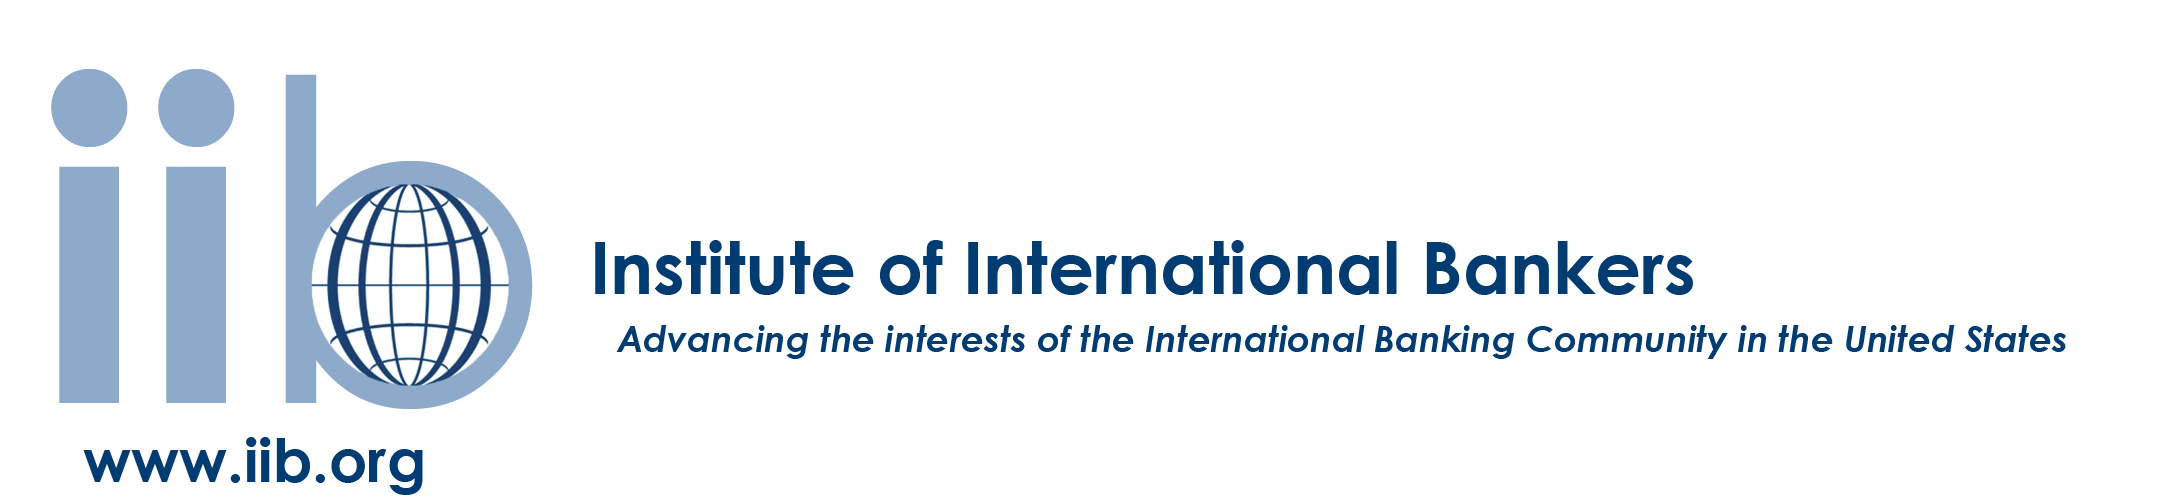 iib
Institute of International Bankers
Advancing the interests of the International Banking Community in the United States
www.iib.org